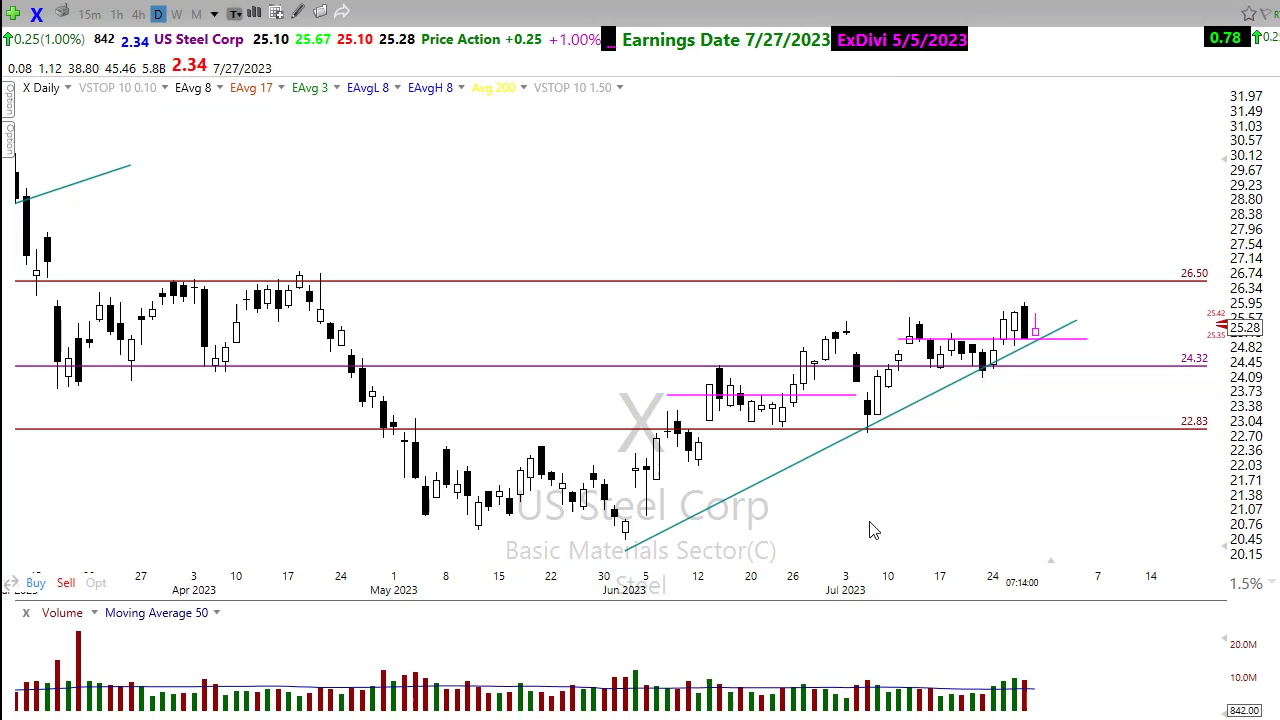 X 15m 1h 4h D W M T
0.25(1.00%) 842 2.34 US Steel Corp 25.10 25.67 25.10 25.28 Price Action +0.25 +1.00% ... Earnings Date 7/27/2023 ExDivi 5/5/2023 0.78
0.08 1.12 38.80 45.46 5.8B 2.34 7/27/2023
X Daily VSTOP 10 0.10 EAvg 8 EAvg 17 EAvg 3 EAvgL 8 EAvgH 8 Avg 200 VSTOP 10 1.50
Option
Option
31.97
31.49
31.03
30.57
30.12
29.67
29.23
28.80
28.38
27.96
27.54
27.14
26.50 26.74
26.34
25.95
25.42 25.57
25.28
25.35
24.82
24.32 24.45
24.09
23.73
23.38
22.83 23.04
22.70
22.36
22.03
21.71
21.38
21.07
20.76
20.45
20.15
X
US Steel Corp
Basic Materials Sector(C)
Steel
27 3 10 17 24 1 8 15 22 30 5 12 20 26 3 10 17 24 07:14:00 7 14
Buy Sell Opt 1.5%
Apr 2023 May 2023 Jun 2023 Jul 2023
X Volume Moving Average 50
20.0M
10.0M
842.00